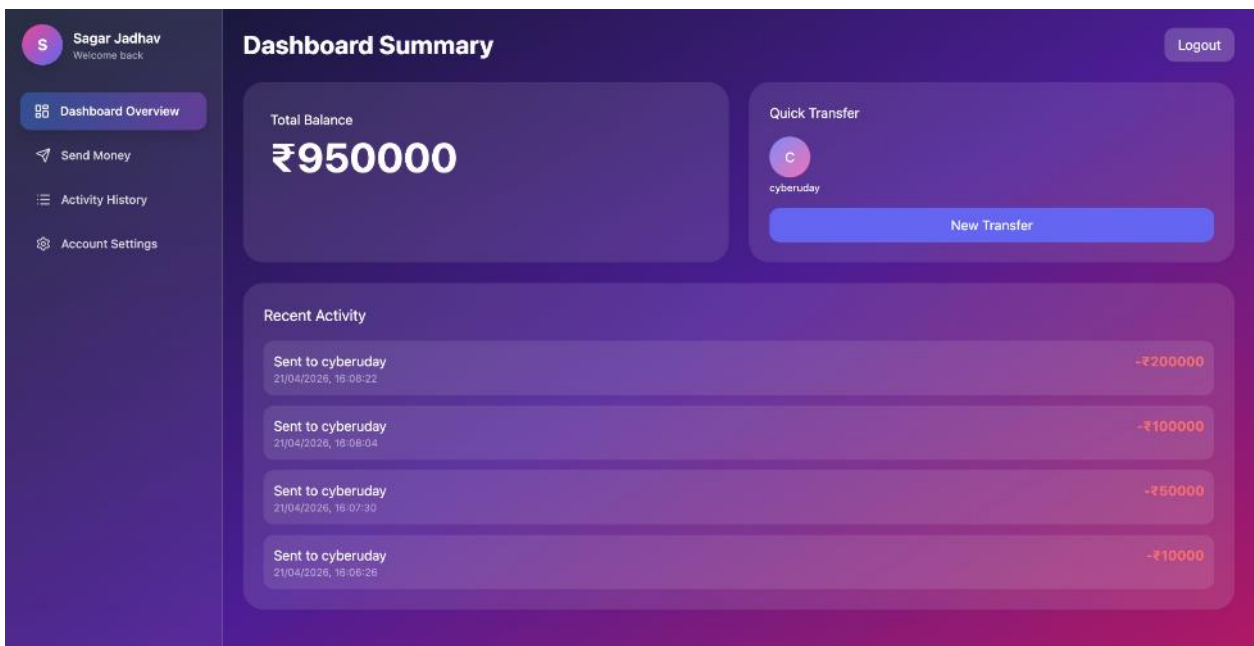 S
Sagar Jadhav
Welcome back
Dashboard Overview
Send Money
Activity History
Account Settings
Dashboard Summary
Logout
Total Balance
₹950000
Quick Transfer
C
cyberuday
New Transfer
Recent Activity
Sent to cyberuday
-₹200000
21/04/2026, 16:08:22
Sent to cyberuday
-₹100000
21/04/2026, 16:08:04
Sent to cyberuday
-₹50000
21/04/2026, 16:07:30
Sent to cyberuday
-₹10000
21/04/2026, 16:06:26